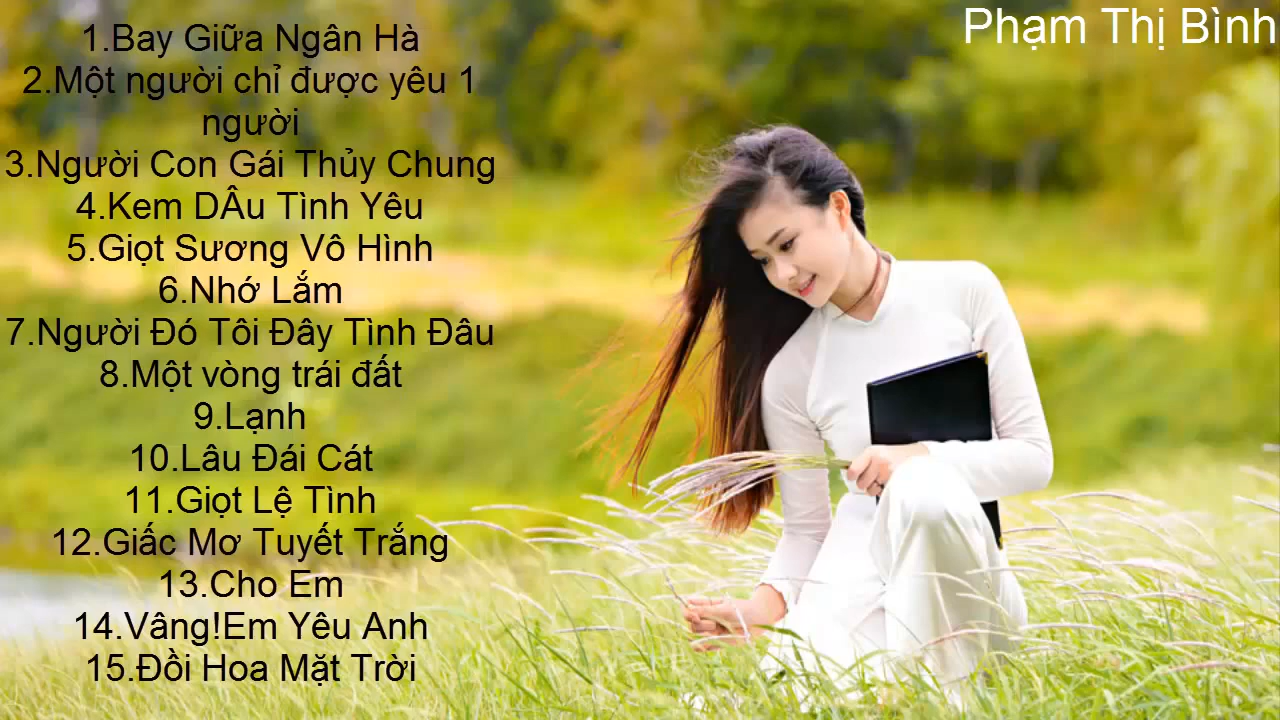 Phạm Thị Bình
1.Bay Giữa Ngân Hà
2.Một người chỉ được yêu 1
người
3.Người Con Gái Thủy Chung
4.Kem DÂu Tình Yêu
5.Giọt Sương Vô Hình
6.Nhớ Lắm
7.Người Đó Tôi Đây Tình Đâu
8.Một vòng trái đất
9.Lạnh
10.Lâu Đái Cát
11.Giọt Lệ Tình
12.Giấc Mơ Tuyết Trắng
13.Cho Em
14.Vâng!Em Yêu Anh
15.Đồi Hoa Mặt Trời